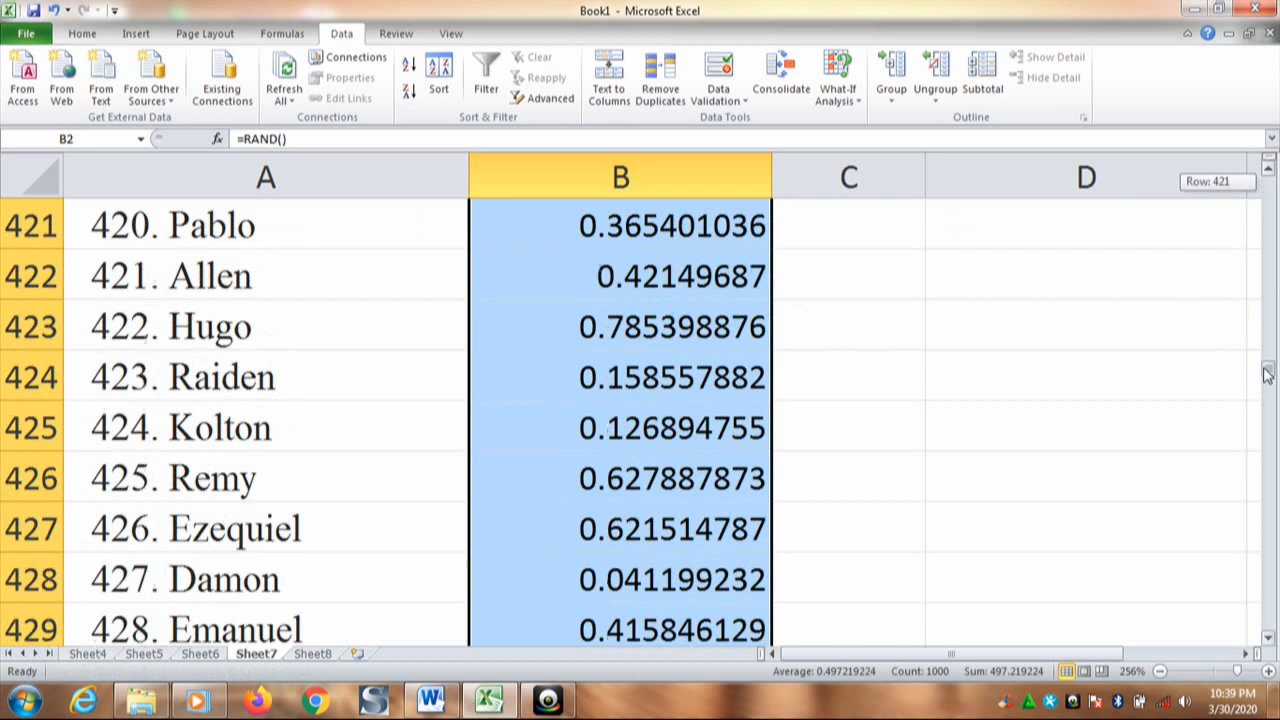 Book1 - Microsoft Excel
File Home Insert Page Layout Formulas Data Review View
From Access
From Web
From Text
From Other Sources
Existing Connections
Get External Data
Refresh All
Connections
Properties
Edit Links
Connections
Sort
Filter
Clear
Reapply
Advanced
Sort & Filter
Text to Columns
Remove Duplicates
Data Validation
Consolidate
What-If Analysis
Data Tools
Group
Ungroup
Subtotal
Show Detail
Hide Detail
Outline
B2 fx =RAND()
A B C D
Row: 421
421 420. Pablo 0.365401036
422 421. Allen 0.42149687
423 422. Hugo 0.785398876
424 423. Raiden 0.158557882
425 424. Kolton 0.126894755
426 425. Remy 0.627887873
427 426. Ezequiel 0.621514787
428 427. Damon 0.041199232
429 428. Emanuel 0.415846129
Sheet4 Sheet5 Sheet6 Sheet7 Sheet8
Ready Average: 0.497219224 Count: 1000 Sum: 497.219224 256%
10:39 PM
3/30/2020